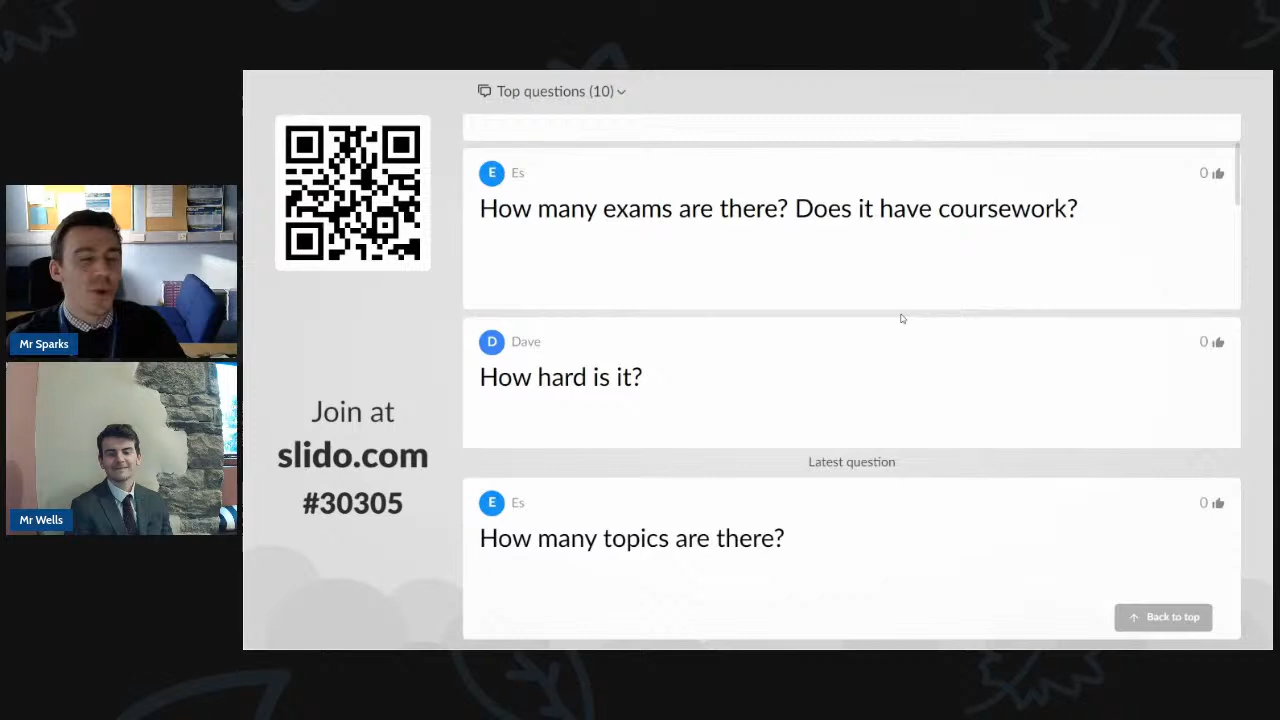 Top questions (10)
E Es
0
How many exams are there? Does it have coursework?
D Dave
0
How hard is it?
Latest question
E Es
0
How many topics are there?
Back to top
Join at
slido.com
#30305
Mr Sparks
Mr Wells